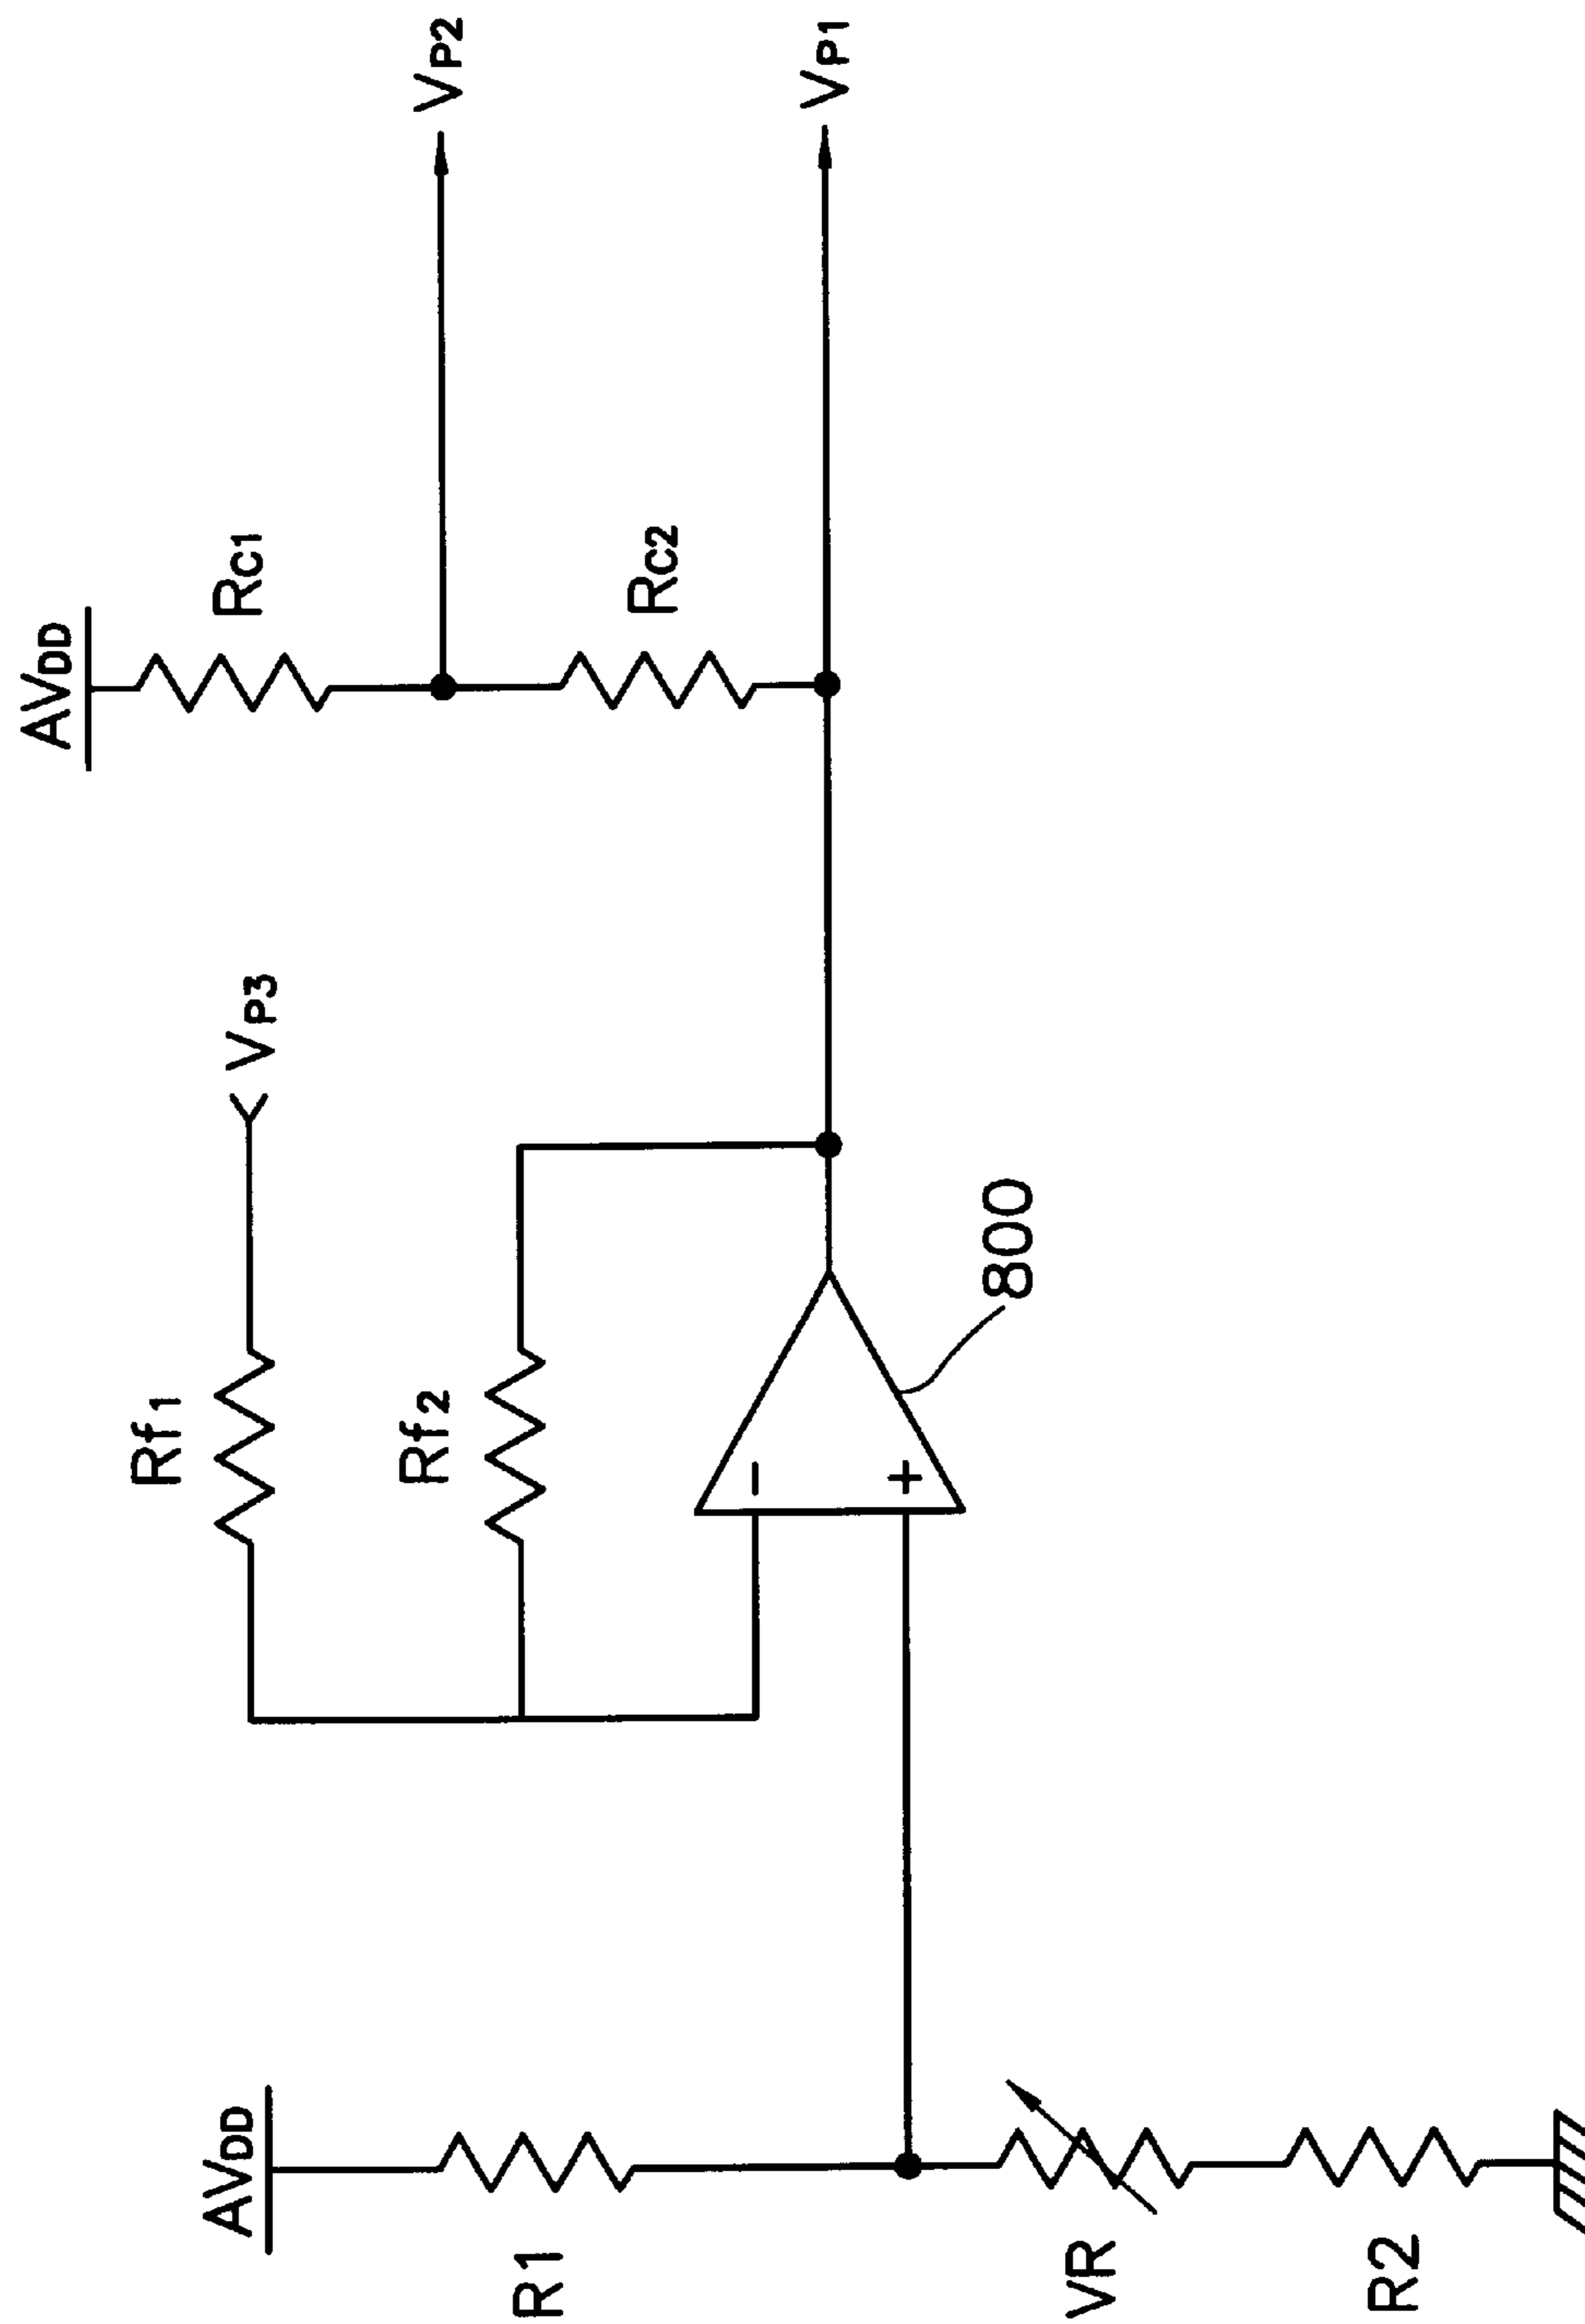 AVDD
R1
VR
R2
Rf1
VP3
Rf2
-
+
800
AVDD
RC1
RC2
VP2
VP1